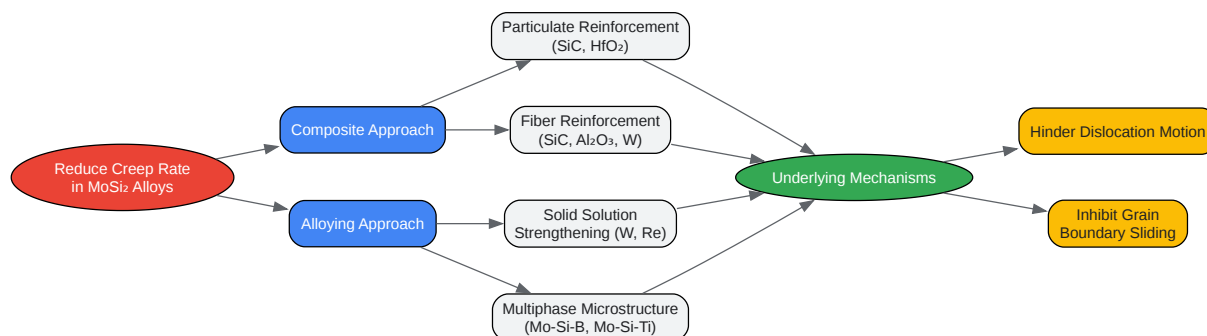 Reduce Creep Rate
in MoSi₂ Alloys
Composite Approach
Alloying Approach
Particulate Reinforcement
(SiC, HfO₂)
Fiber Reinforcement
(SiC, Al₂O₃, W)
Solid Solution
Strengthening (W, Re)
Multiphase Microstructure
(Mo-Si-B, Mo-Si-Ti)
Underlying Mechanisms
Hinder Dislocation Motion
Inhibit Grain
Boundary Sliding